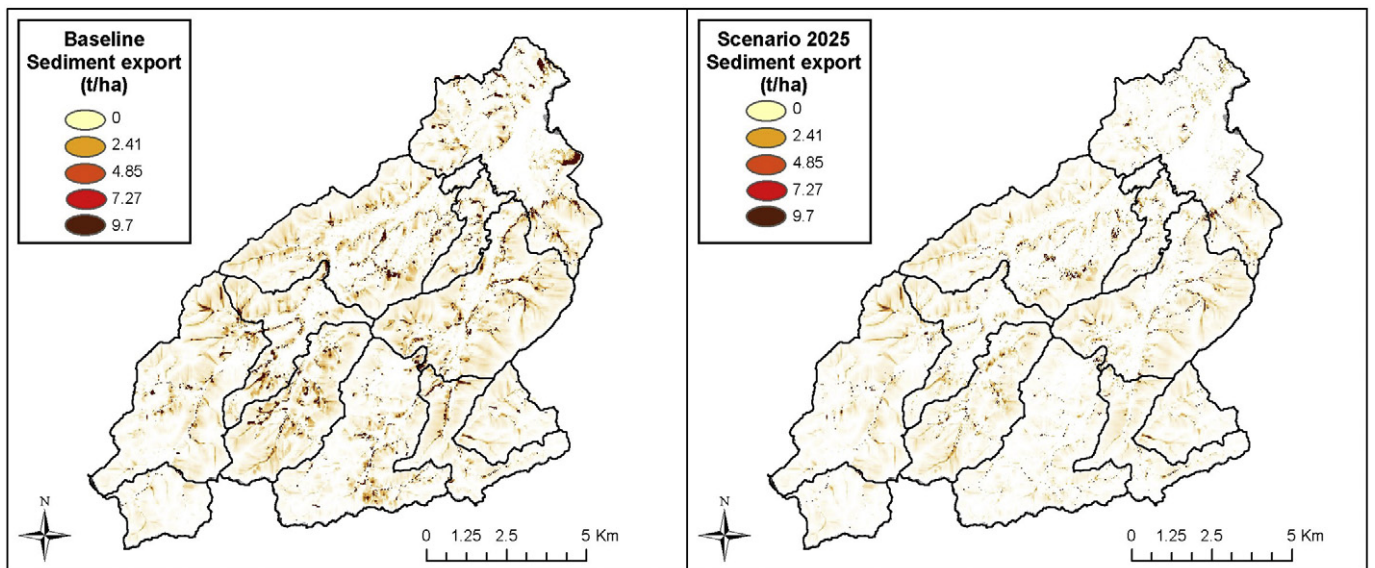 Baseline
Sediment export
(t/ha)
0
2.41
4.85
7.27
9.7
N
0 1.25 2.5 5 Km
Scenario 2025
Sediment export
(t/ha)
0
2.41
4.85
7.27
9.7
N
0 1.25 2.5 5 Km